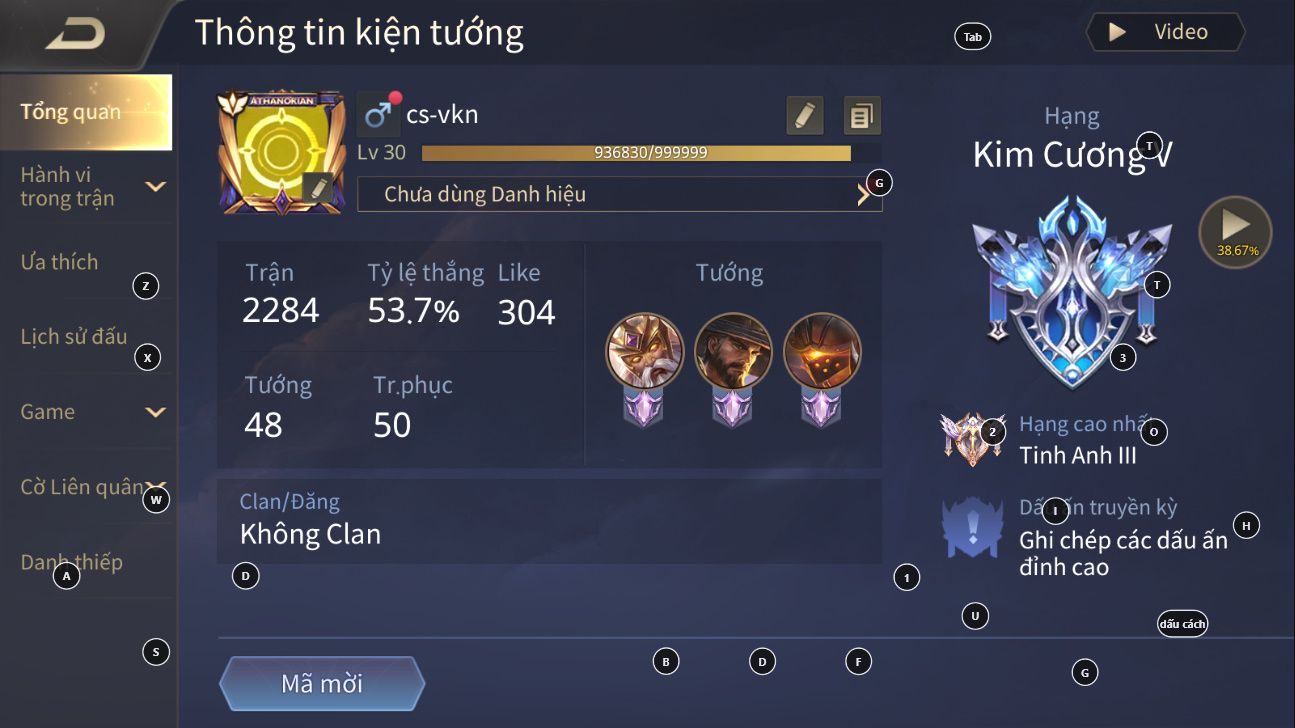 Thông tin kiện tướng
Tab
Video
Tổng quan
Hành vi
trong trận
Ưa thích
Z
Lịch sử đấu
X
Game
Cờ Liên quân
W
Danh thiếp
A
S
ATHANORIAN
cs-vkn
Lv 30
936830/999999
Chưa dùng Danh hiệu
G
Trận
2284
Tỷ lệ thắng
53.7%
Like
304
Tướng
48
Tr.phục
50
Tướng
Clan/Đăng
Không Clan
D
1
Mã mời
B
D
F
G
Hạng
Kim Cương V
T
38.67%
T
3
Hạng cao nhất
2
O
Tinh Anh III
Dấu ấn truyền kỳ
I
H
Ghi chép các dấu ấn
đỉnh cao
U
dấu cách